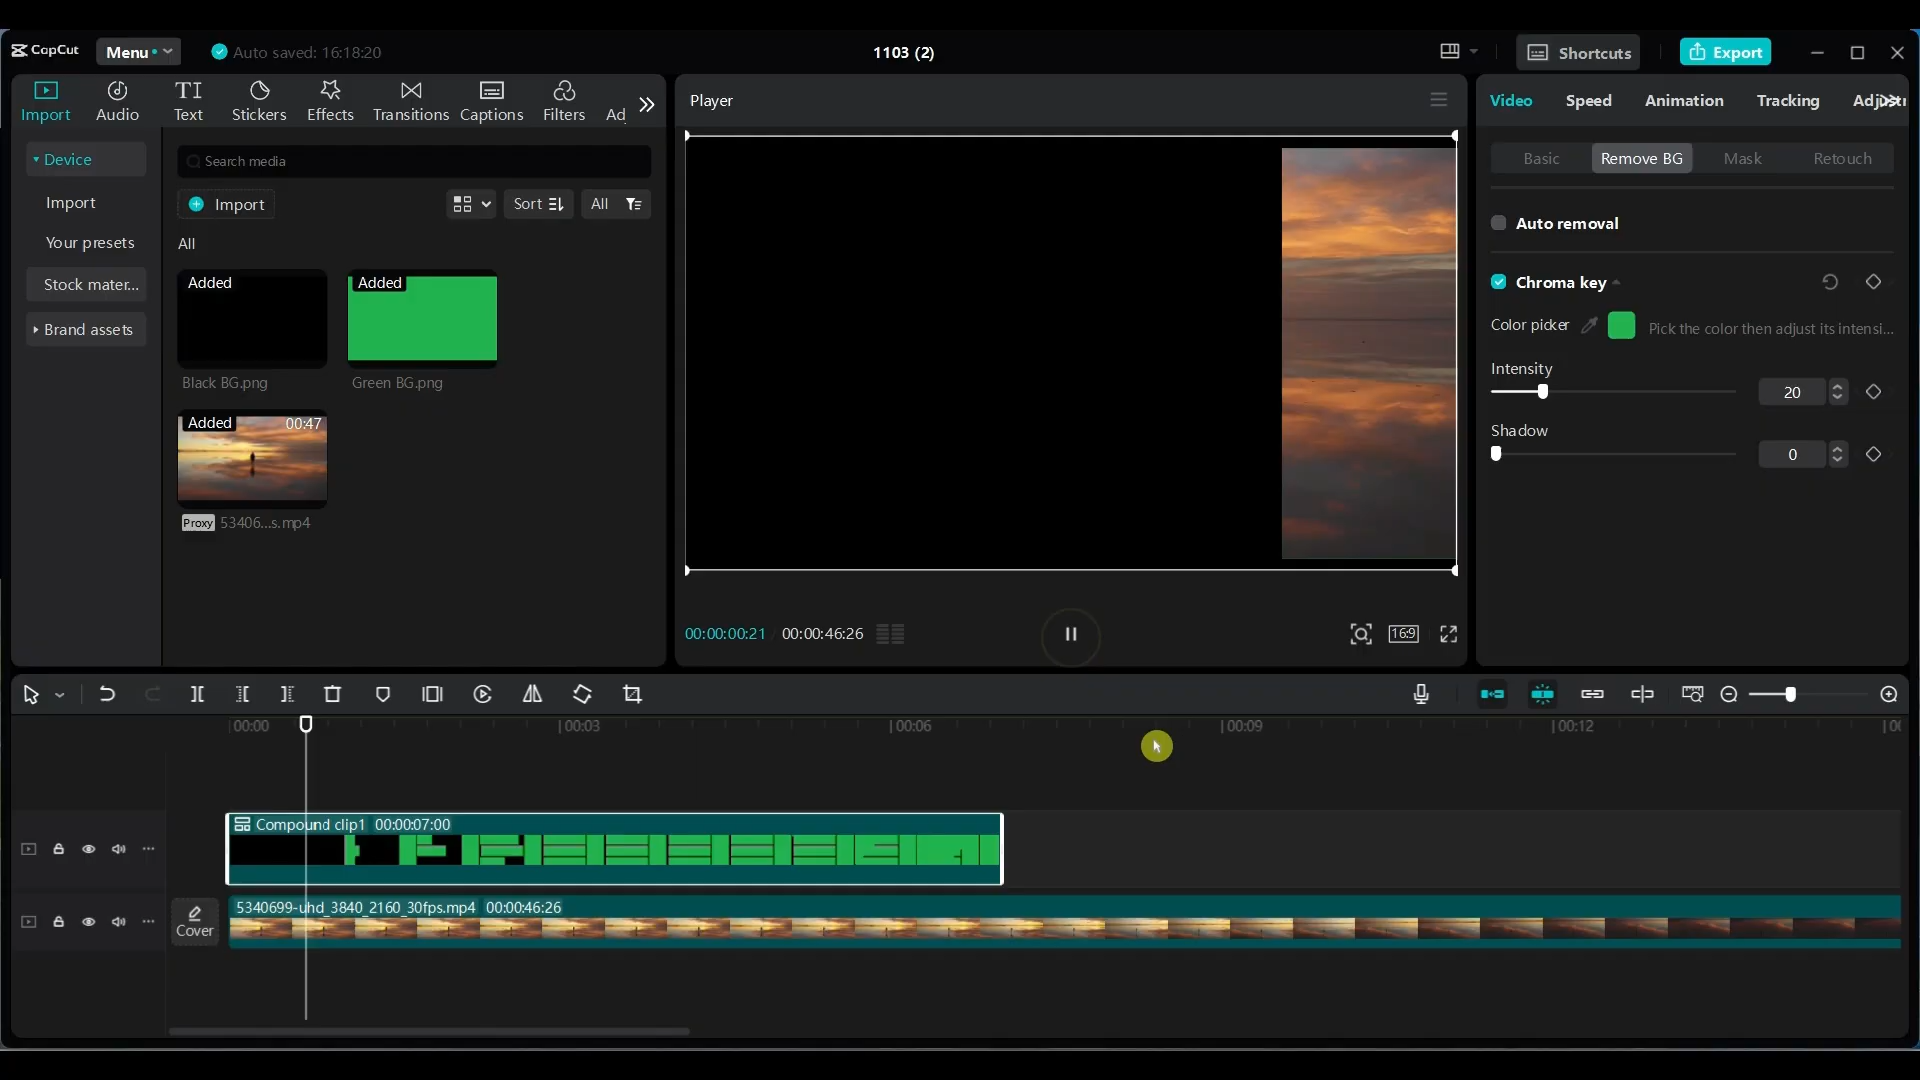 CapCut
Menu
Auto saved: 16:18:20
1103 (2)
Shortcuts
Export
Import
Audio
TI
Text
Stickers
Effects
Transitions
Captions
Filters
Ad
Player
Video
Speed
Animation
Tracking
Device
Import
Your presets
Stock mater...
Brand assets
Search media
Import
Sort
All
All
Added
Black BG.png
Added
Green BG.png
Added
00:47
Proxy
53406...s.mp4
00:00:00:21
00:00:46:26
16:9
Basic
Remove BG
Mask
Retouch
Auto removal
Chroma key
Color picker
Pick the color then adjust its intensi...
Intensity
20
Shadow
0
00:00
00:03
00:06
00:09
00:12
Compound clip1 00:00:07:00
Cover
5340699-uhd_3840_2160_30fps.mp4 00:00:46:26